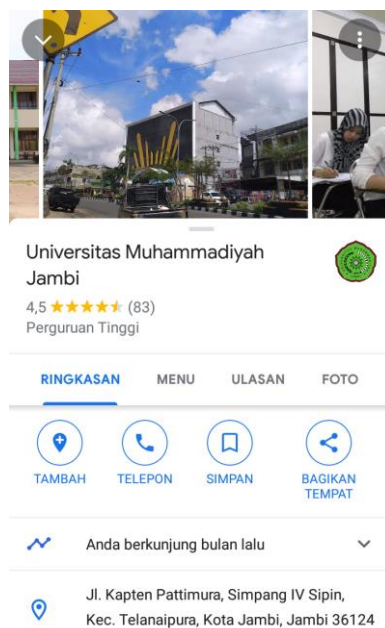 Universitas Muhammadiyah
Jambi
4,5 (83)
Perguruan Tinggi
RINGKASAN MENU ULASAN FOTO
TAMBAH TELEPON SIMPAN BAGIKAN
TEMPAT
Anda berkunjung bulan lalu
Jl. Kapten Pattimura, Simpang IV Sipin,
Kec. Telanaipura, Kota Jambi, Jambi 36124